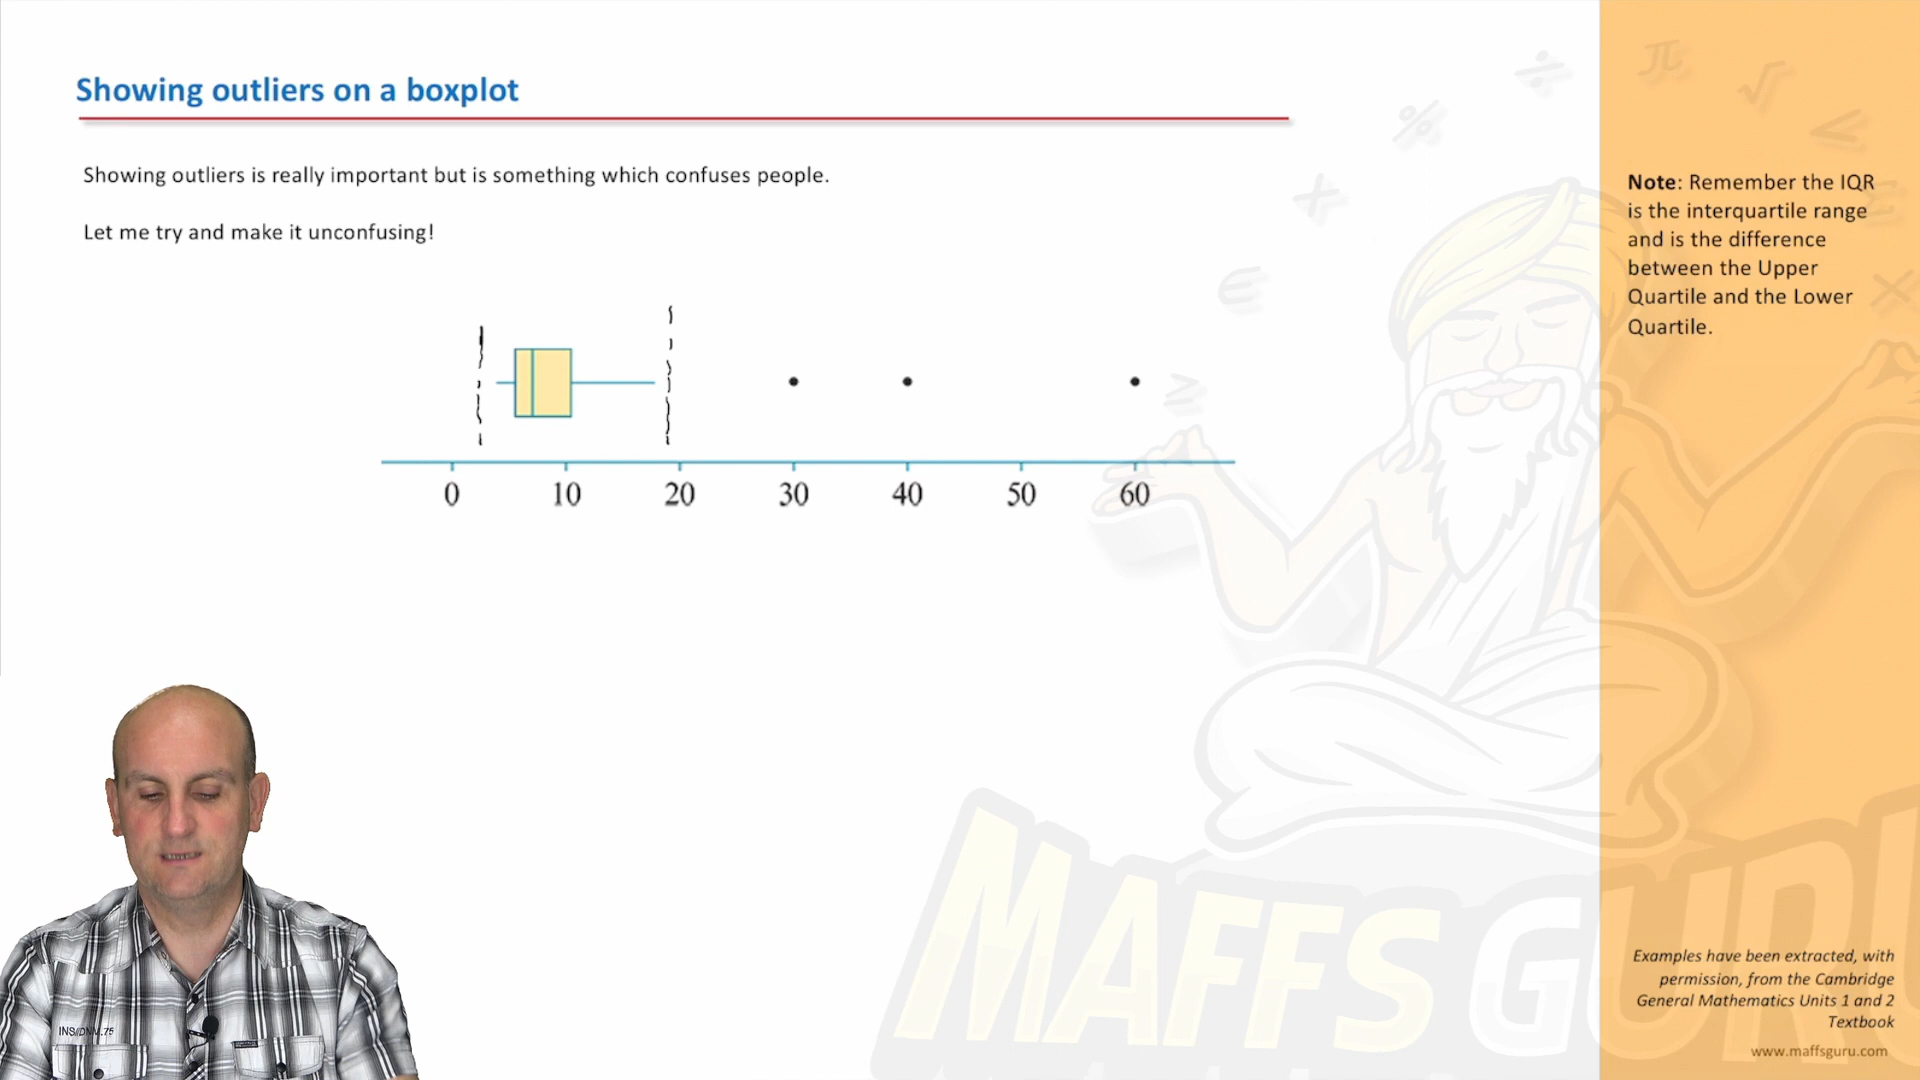 Showing outliers on a boxplot
Showing outliers is really important but is something which confuses people.
Let me try and make it unconfusing!
0 10 20 30 40 50 60
Note: Remember the IQR
is the interquartile range
and is the difference
between the Upper
Quartile and the Lower
Quartile.
MAFFS GURU
Examples have been extracted, with
permission, from the Cambridge
General Mathematics Units 1 and 2
Textbook
www.maffsguru.com